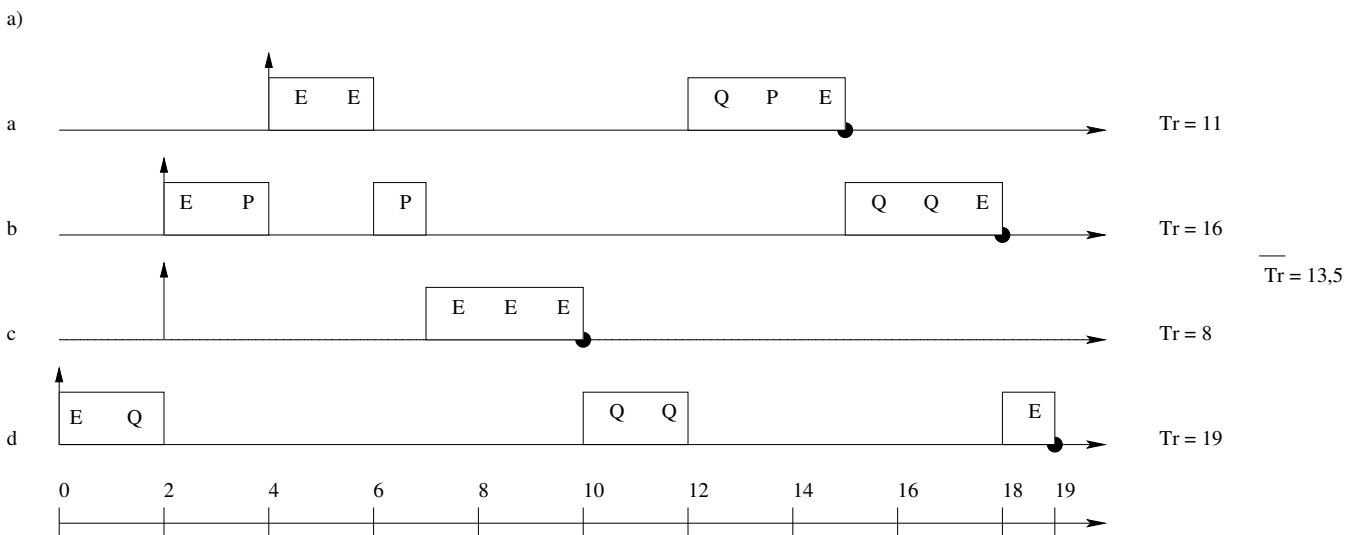 a)
E E Q P E
a Tr = 11
E P P Q Q E
b Tr = 16
Tr = 13,5
E E E
c Tr = 8
E Q Q Q E
d Tr = 19
0 2 4 6 8 10 12 14 16 18 19